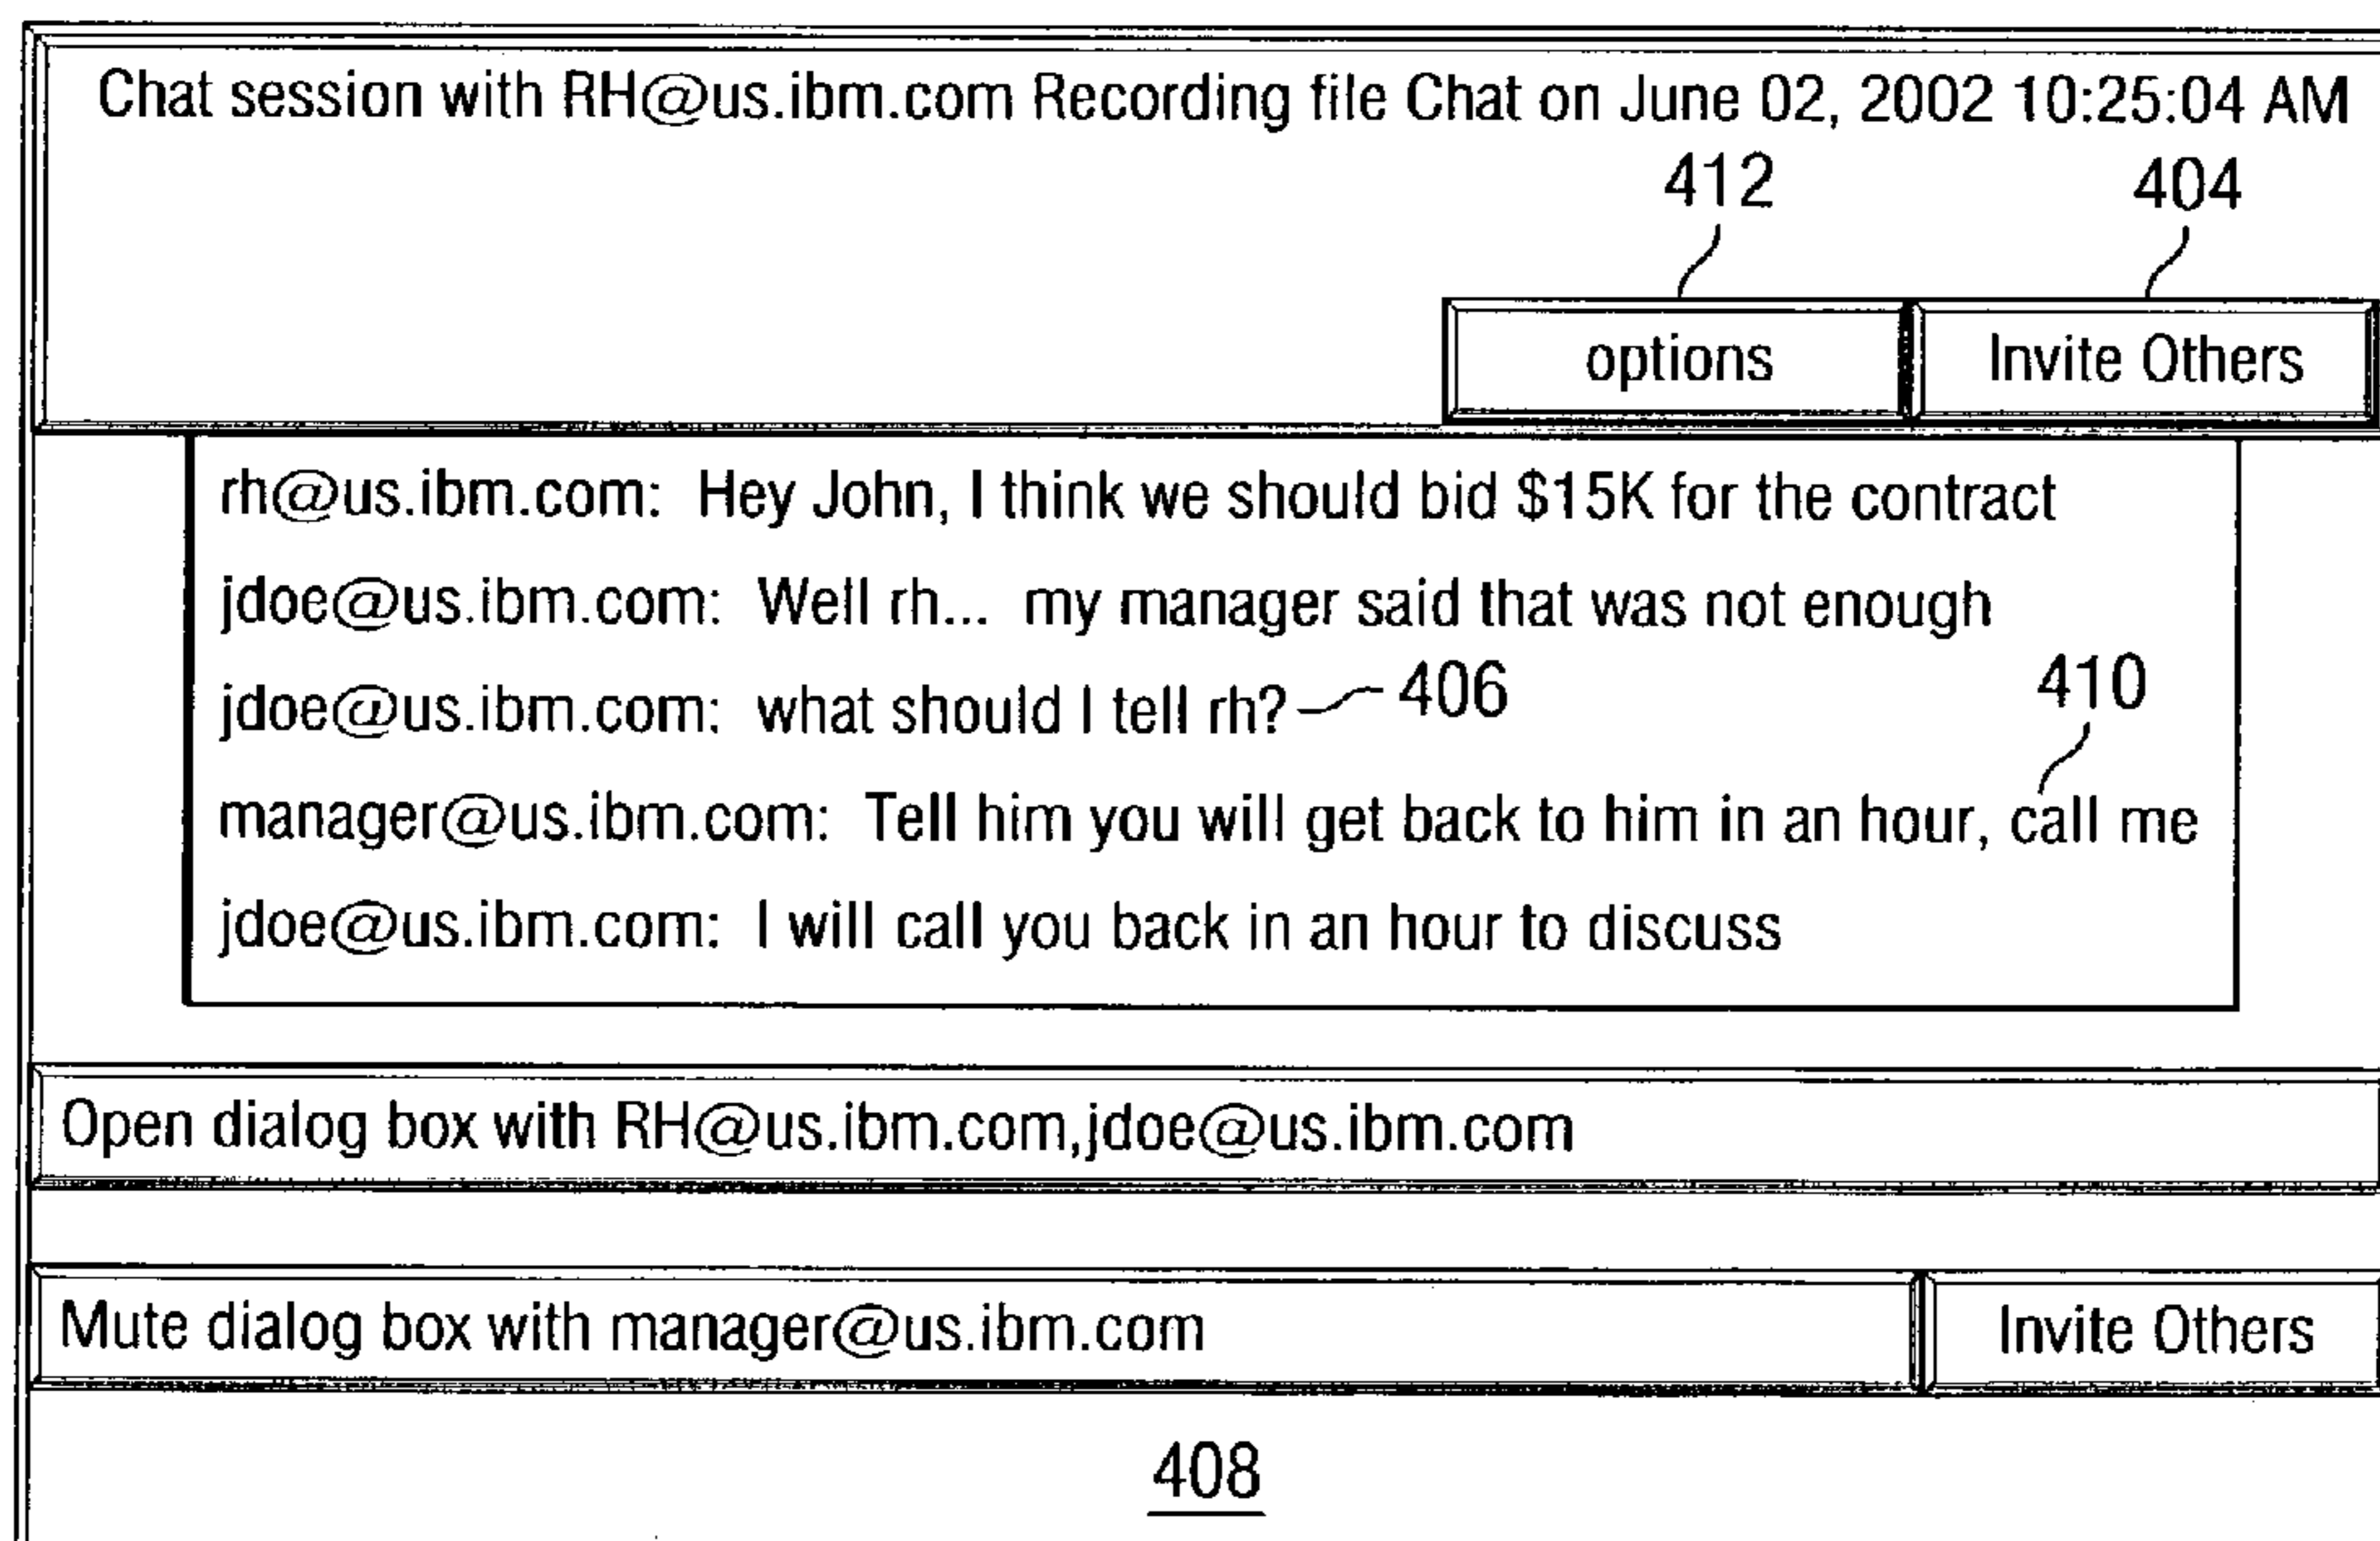 Chat session with RH@us.ibm.com Recording file Chat on June 02, 2002 10:25:04 AM
412 404
options Invite Others
rh@us.ibm.com: Hey John, I think we should bid $15K for the contract
jdoe@us.ibm.com: Well rh... my manager said that was not enough
jdoe@us.ibm.com: what should I tell rh? 406 410
manager@us.ibm.com: Tell him you will get back to him in an hour, call me
jdoe@us.ibm.com: I will call you back in an hour to discuss
Open dialog box with RH@us.ibm.com,jdoe@us.ibm.com
Mute dialog box with manager@us.ibm.com Invite Others
408